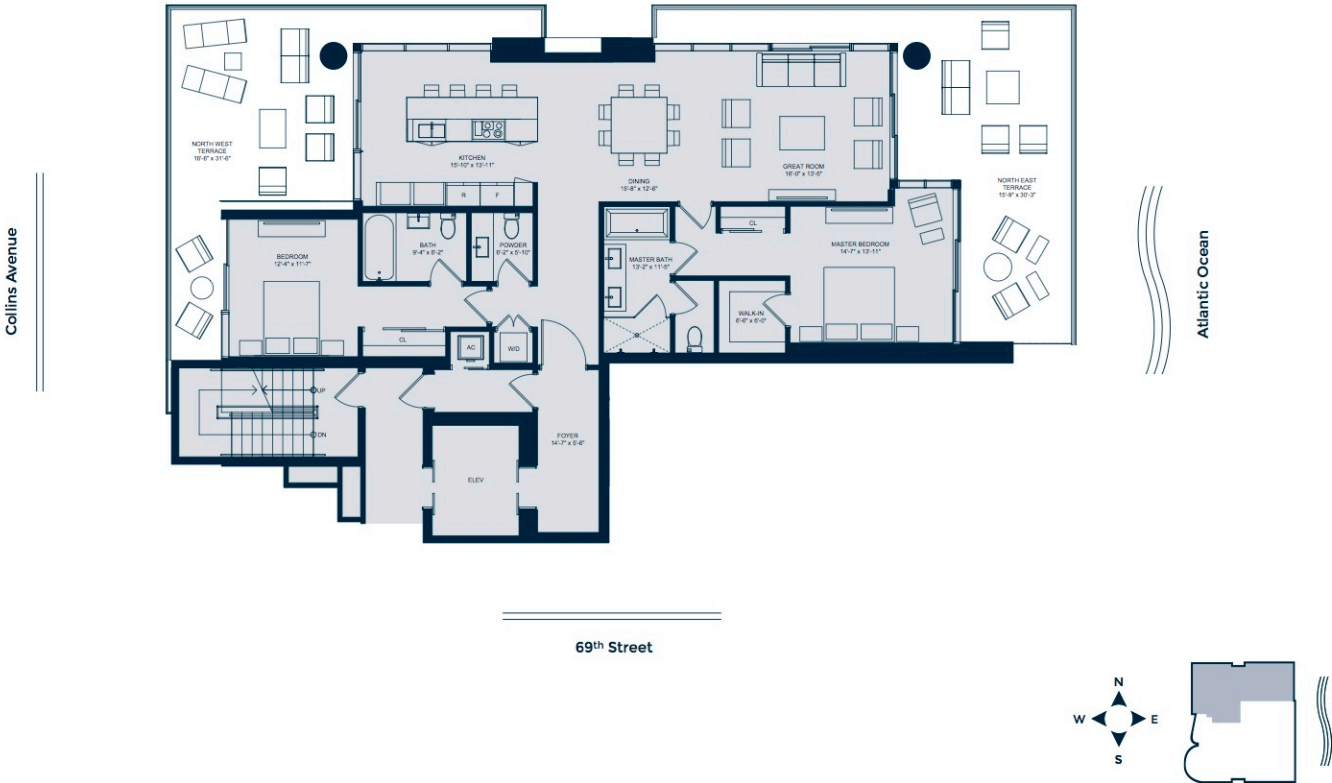 NORTH WEST
TERRACE
16'-6" x 31'-6"
KITCHEN
15'-10" x 13'-11"
R
F
DINING
15'-8" x 12'-6"
GREAT ROOM
16'-0" x 13'-6"
NORTH EAST
TERRACE
15'-9" x 30'-3"
Collins Avenue
BEDROOM
12'-4" x 11'-7"
BATH
9'-4" x 6'-2"
POWDER
6'-2" x 5'-10"
MASTER BATH
13'-2" x 11'-5"
CL
MASTER BEDROOM
14'-7" x 13'-11"
WALK-IN
6'-6" x 6'-0"
Atlantic Ocean
CL
AC
W/D
UP
DN
FOYER
14'-7" x 5'-6"
ELEV
69th Street
N
W
E
S